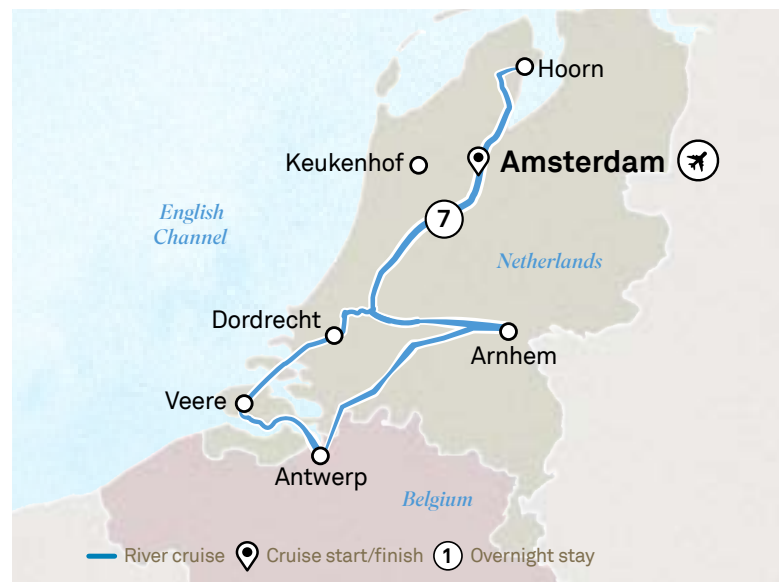 Hoorn
Keukenhof
Amsterdam
English
Channel
7
Netherlands
Dordrecht
Arnhem
Veere
Antwerp
Belgium
River cruise Cruise start/finish 1 Overnight stay